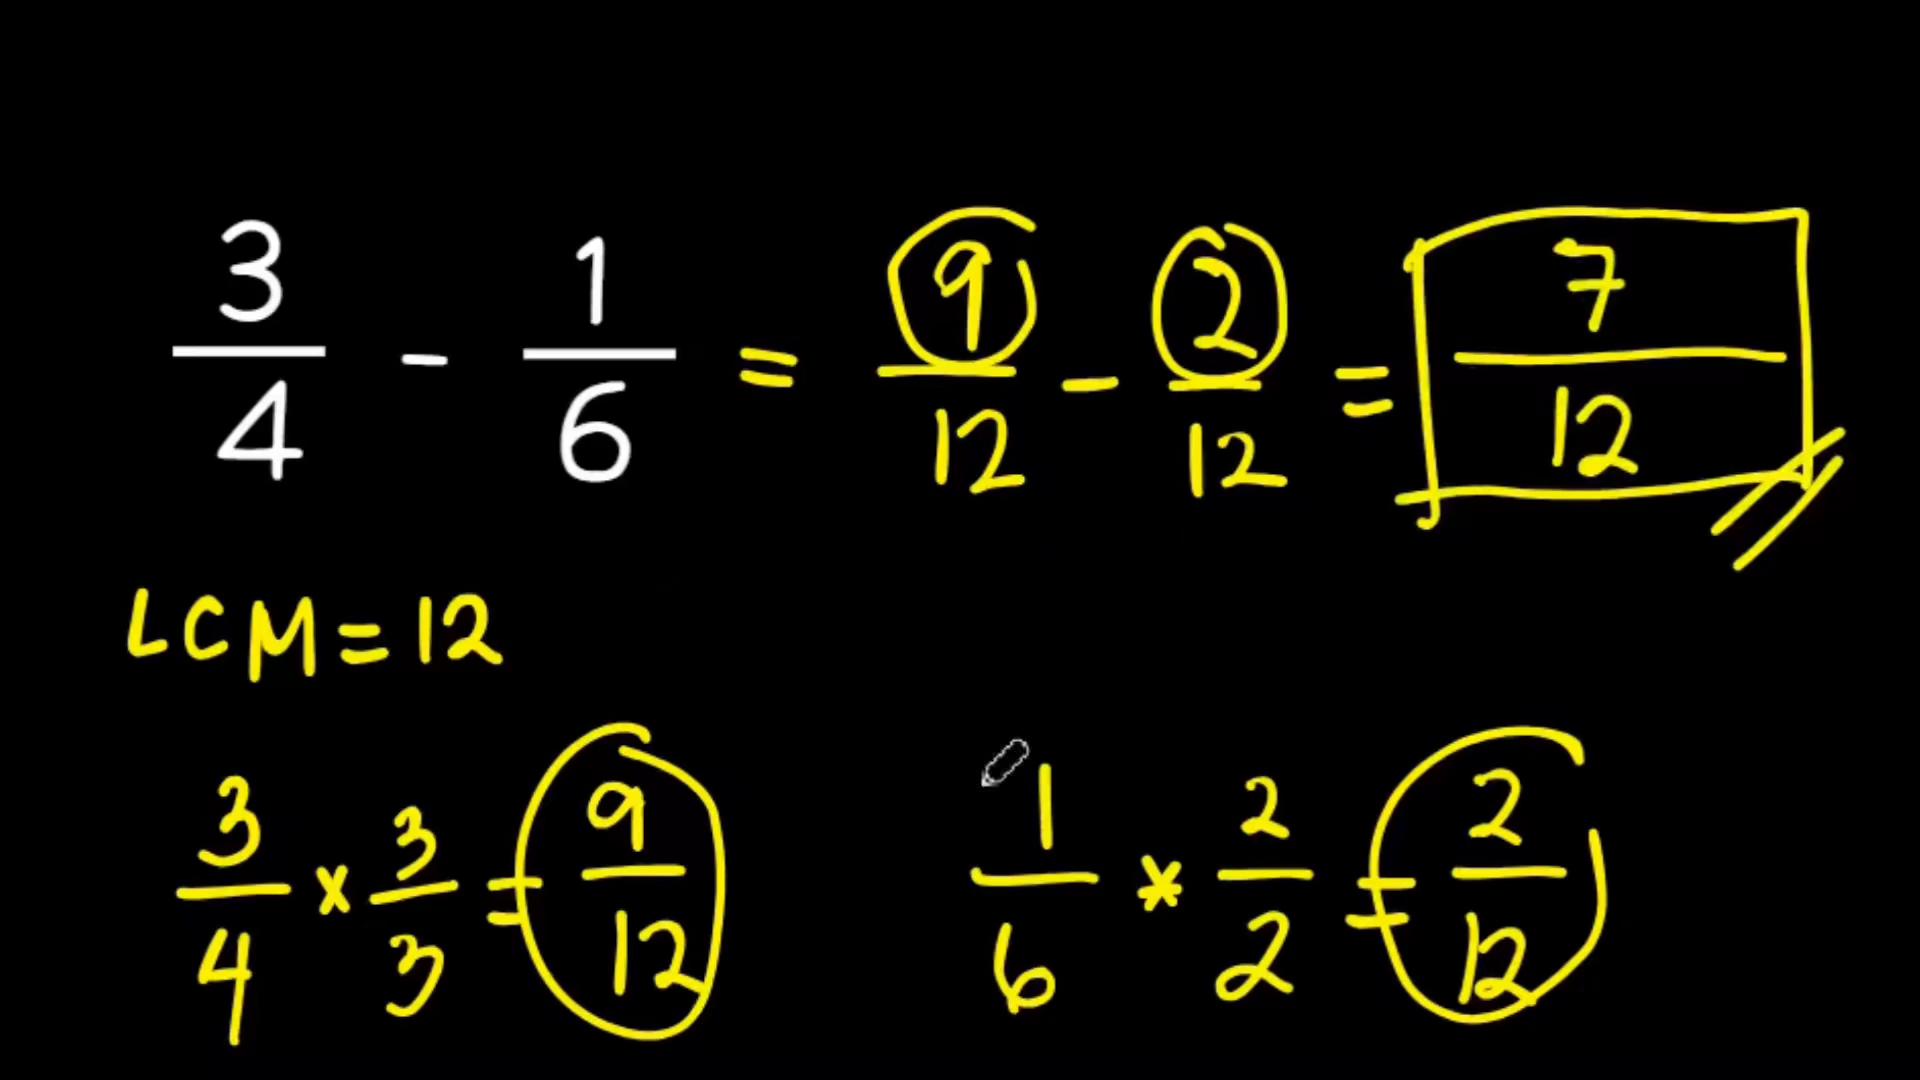 3/4 - 1/6 = 9/12 - 2/12 = 7/12
LCM = 12
3/4 × 3/3 = 9/12
1/6 * 2/2 = 2/12